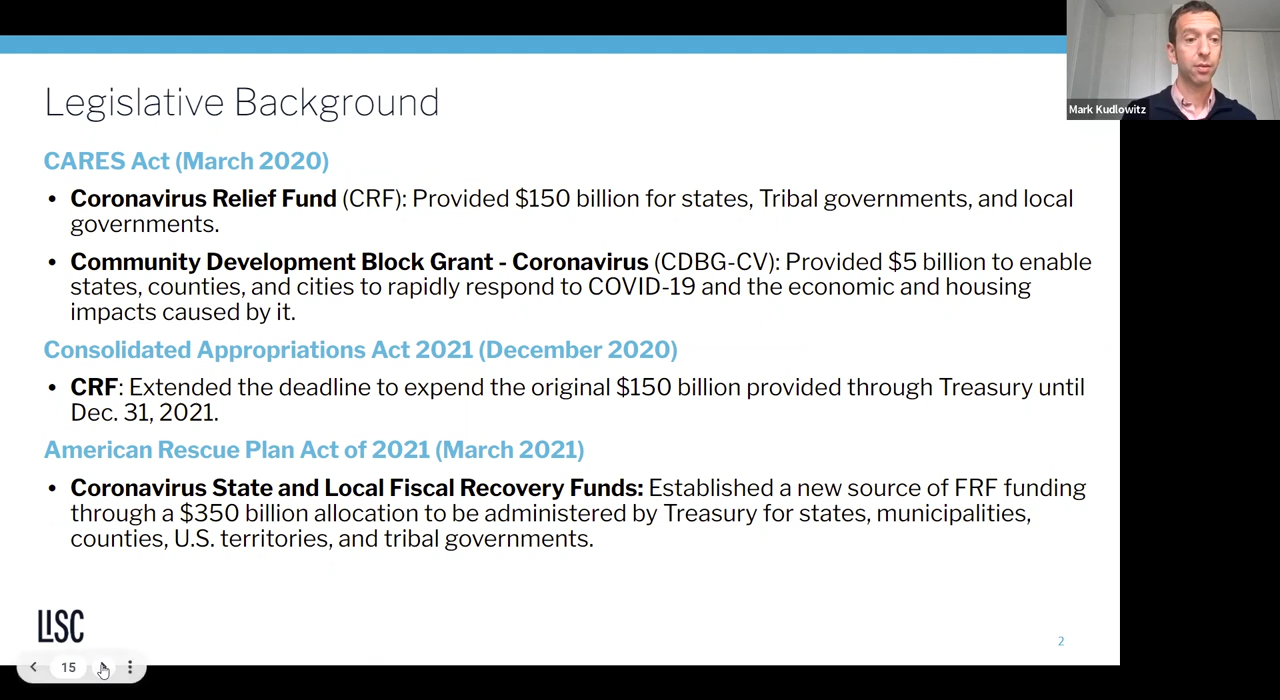 Legislative Background
Mark Kudlowitz
CARES Act (March 2020)
• Coronavirus Relief Fund (CRF): Provided $150 billion for states, Tribal governments, and local
governments.
• Community Development Block Grant - Coronavirus (CDBG-CV): Provided $5 billion to enable
states, counties, and cities to rapidly respond to COVID-19 and the economic and housing
impacts caused by it.
Consolidated Appropriations Act 2021 (December 2020)
• CRF: Extended the deadline to expend the original $150 billion provided through Treasury until
Dec. 31, 2021.
American Rescue Plan Act of 2021 (March 2021)
• Coronavirus State and Local Fiscal Recovery Funds: Established a new source of FRF funding
through a $350 billion allocation to be administered by Treasury for states, municipalities,
counties, U.S. territories, and tribal governments.
LISC
2
15